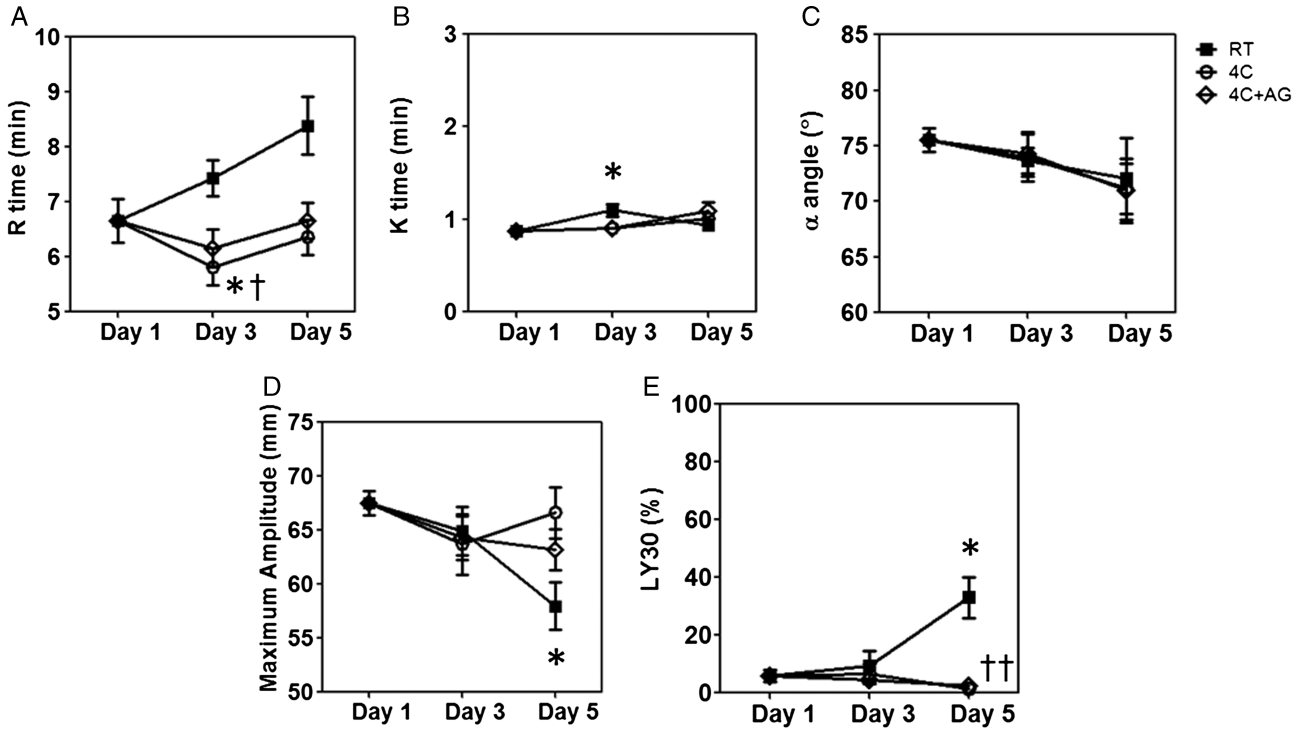 A
R time (min)
10
9
8
7
6
5
*†
Day 1 Day 3 Day 5
B
K time (min)
3
2
1
0
*
Day 1 Day 3 Day 5
C
α angle (°)
85
80
75
70
65
60
Day 1 Day 3 Day 5
RT
4C
4C+AG
D
Maximum Amplitude (mm)
75
70
65
60
55
50
*
Day 1 Day 3 Day 5
E
LY30 (%)
100
80
60
40
20
0
*
††
Day 1 Day 3 Day 5